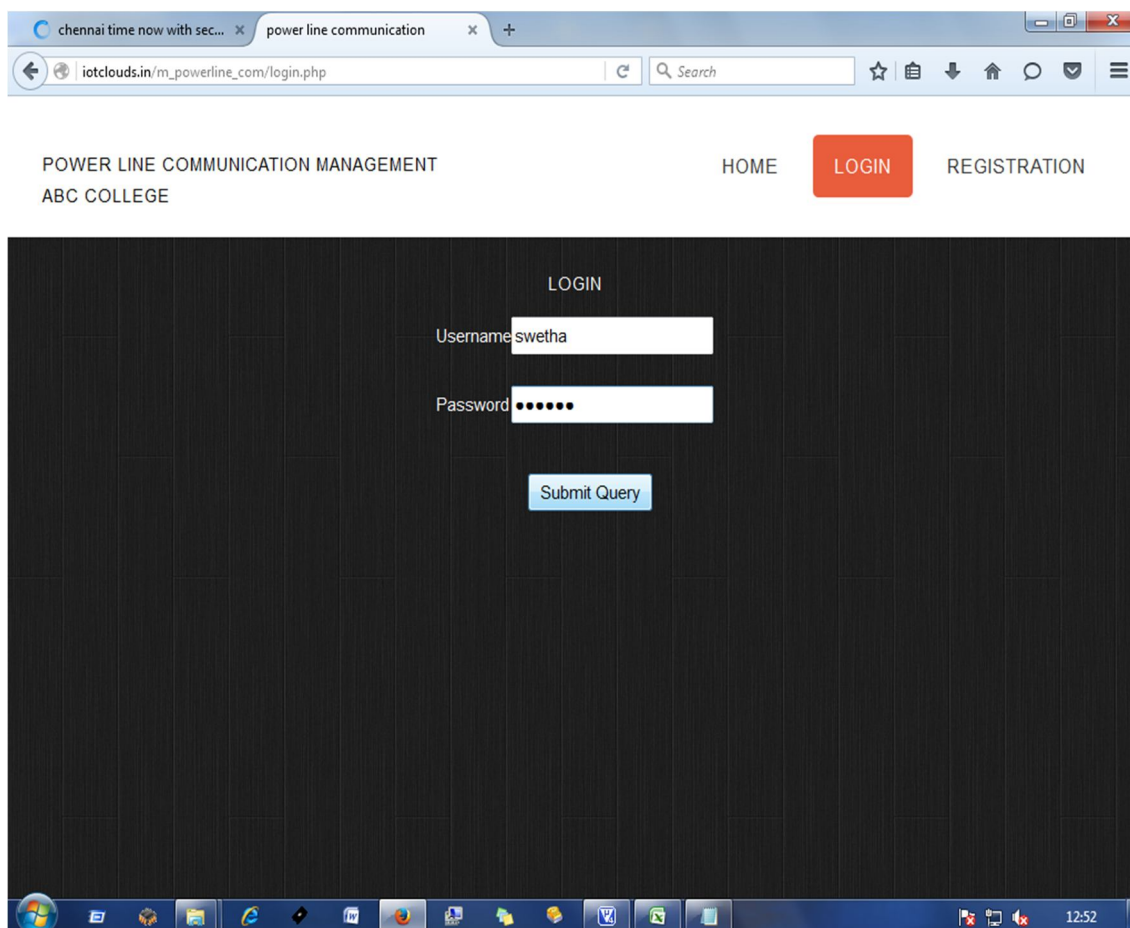 chennai time now with sec...
power line communication
iotclouds.in/m_powerline_com/login.php
Search
POWER LINE COMMUNICATION MANAGEMENT
ABC COLLEGE
HOME
LOGIN
REGISTRATION
LOGIN
Username swetha
Password ••••••
Submit Query
12:52